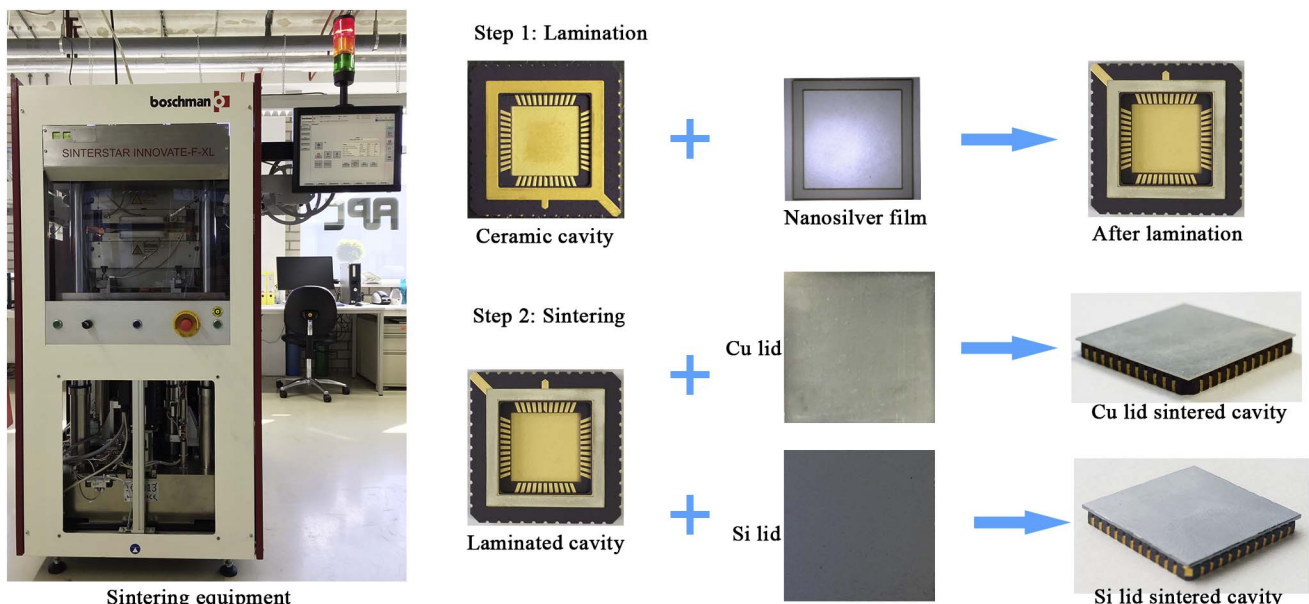 boschman
SINTERSTAR INNOVATE-F-XL
APC
Sintering equipment
Step 1: Lamination
Ceramic cavity
Nanosilver film
After lamination
Step 2: Sintering
Laminated cavity
Cu lid
Cu lid sintered cavity
Si lid
Si lid sintered cavity